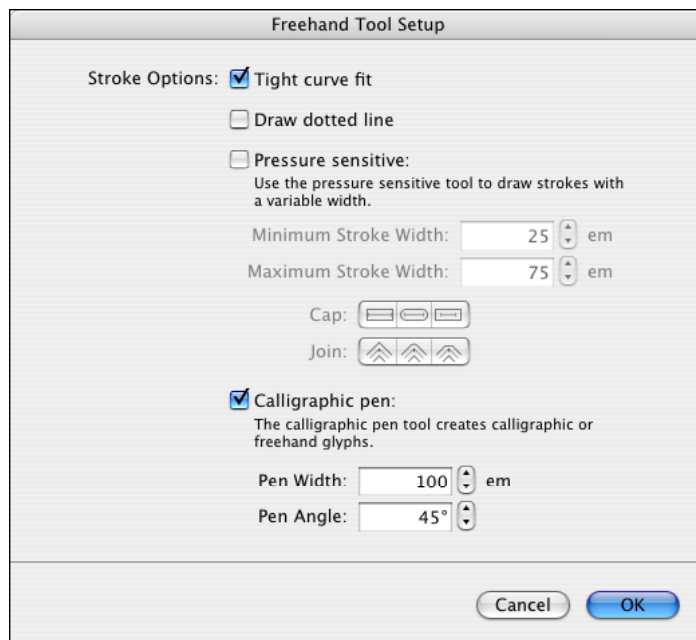 Freehand Tool Setup
Stroke Options: Tight curve fit
Draw dotted line
Pressure sensitive:
Use the pressure sensitive tool to draw strokes with
a variable width.
Minimum Stroke Width: 25 em
Maximum Stroke Width: 75 em
Cap:
Join:
Calligraphic pen:
The calligraphic pen tool creates calligraphic or
freehand glyphs.
Pen Width: 100 em
Pen Angle: 45°
Cancel OK